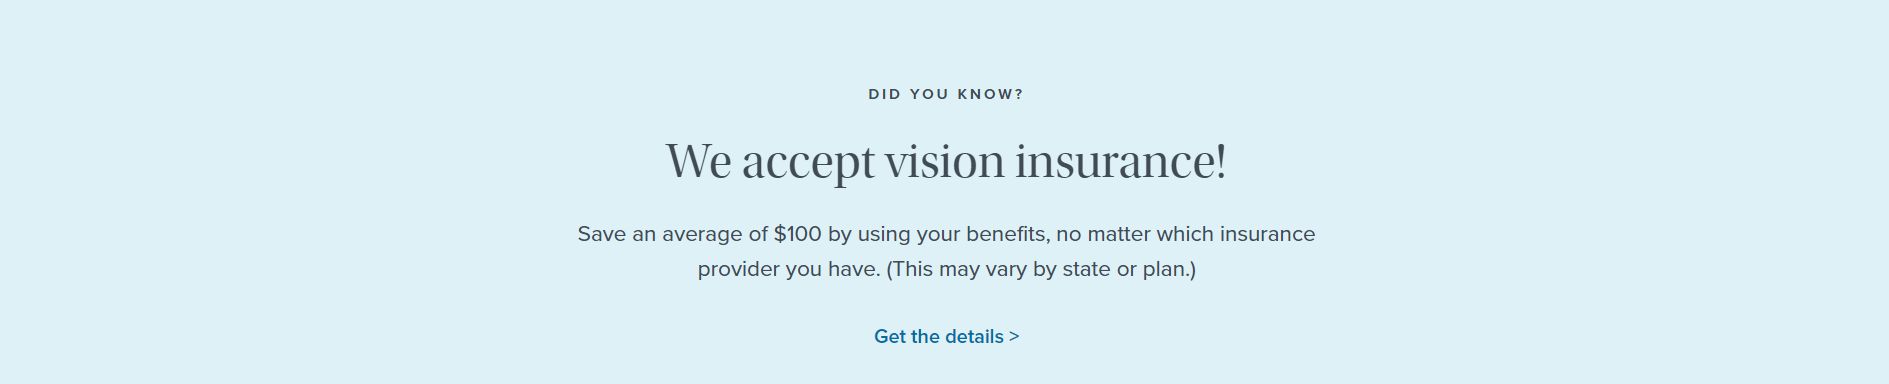 DID YOU KNOW?
We accept vision insurance!
Save an average of $100 by using your benefits, no matter which insurance
provider you have. (This may vary by state or plan.)
Get the details >